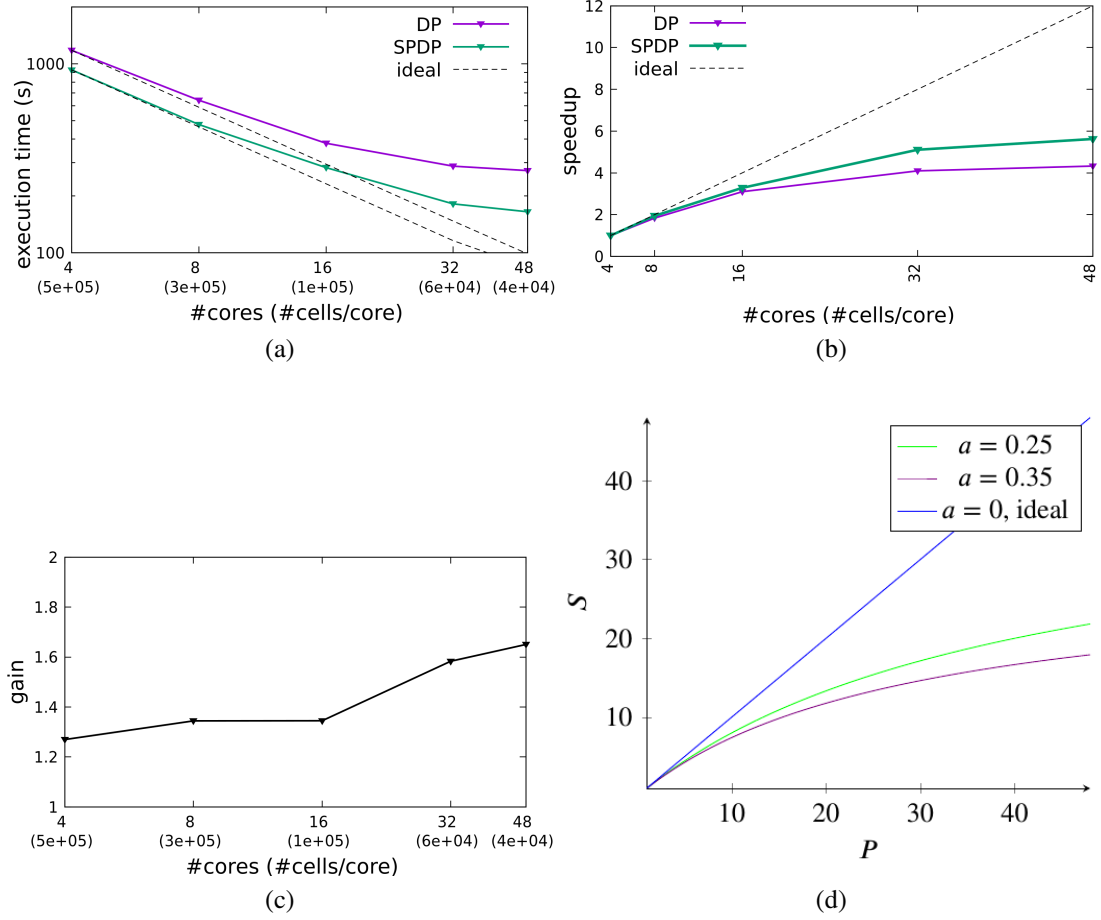 DP
SPDP
ideal
1000
100
execution time (s)
4 8 16 32 48
(5e+05) (3e+05) (1e+05) (6e+04) (4e+04)
#cores (#cells/core)
(a)
DP
SPDP
ideal
12
10
8
6
4
2
0
speedup
4 8 16 32 48
#cores (#cells/core)
(b)
2
1.8
1.6
1.4
1.2
1
gain
4 8 16 32 48
(5e+05) (3e+05) (1e+05) (6e+04) (4e+04)
#cores (#cells/core)
(c)
a = 0.25
a = 0.35
a = 0, ideal
40
30
20
10
S
10 20 30 40
P
(d)